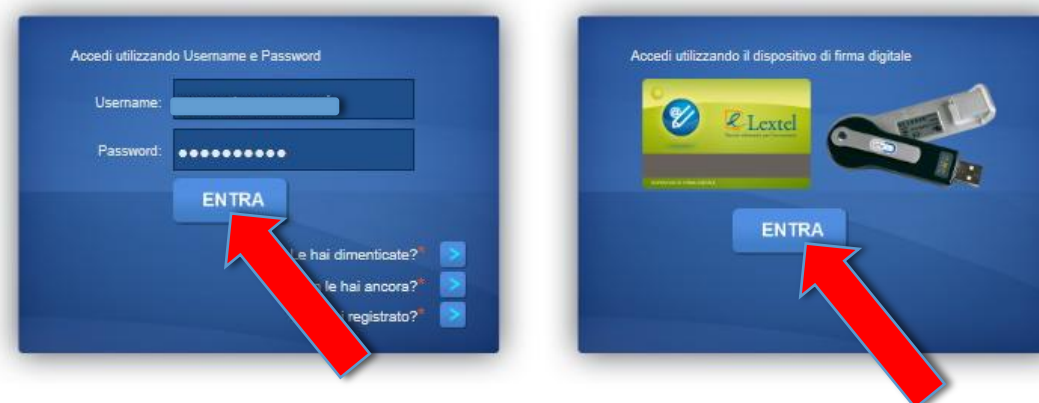 Accedi utilizzando Username e Password
Username:
Password:
ENTRA
Le hai dimenticate?*
le hai ancora?*
registrato?*
Accedi utilizzando il dispositivo di firma digitale
Lextel
ENTRA